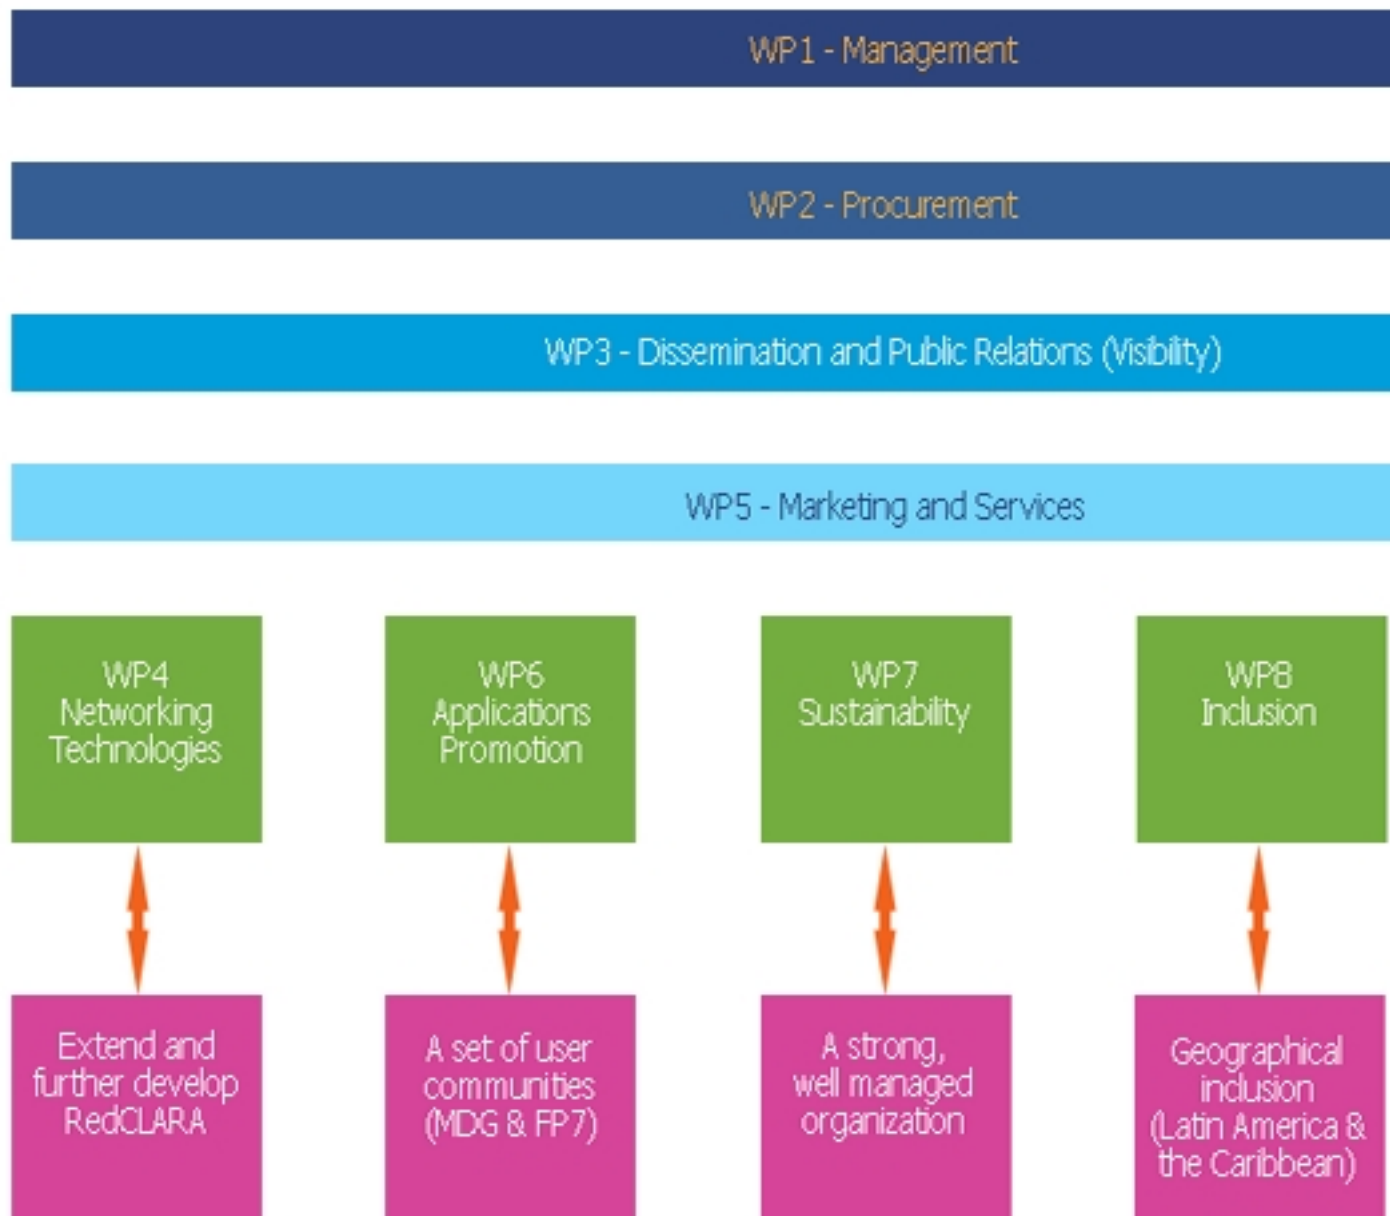 WP1 - Management
WP2 - Procurement
WP3 - Dissemination and Public Relations (Visibility)
WP5 - Marketing and Services
WP4
Networking
Technologies
WP6
Applications
Promotion
WP7
Sustainability
WP8
Inclusion
Extend and
further develop
RedCLARA
A set of user
communities
(MDG & FP7)
A strong,
well managed
organization
Geographical
inclusion
(Latin America &
the Caribbean)